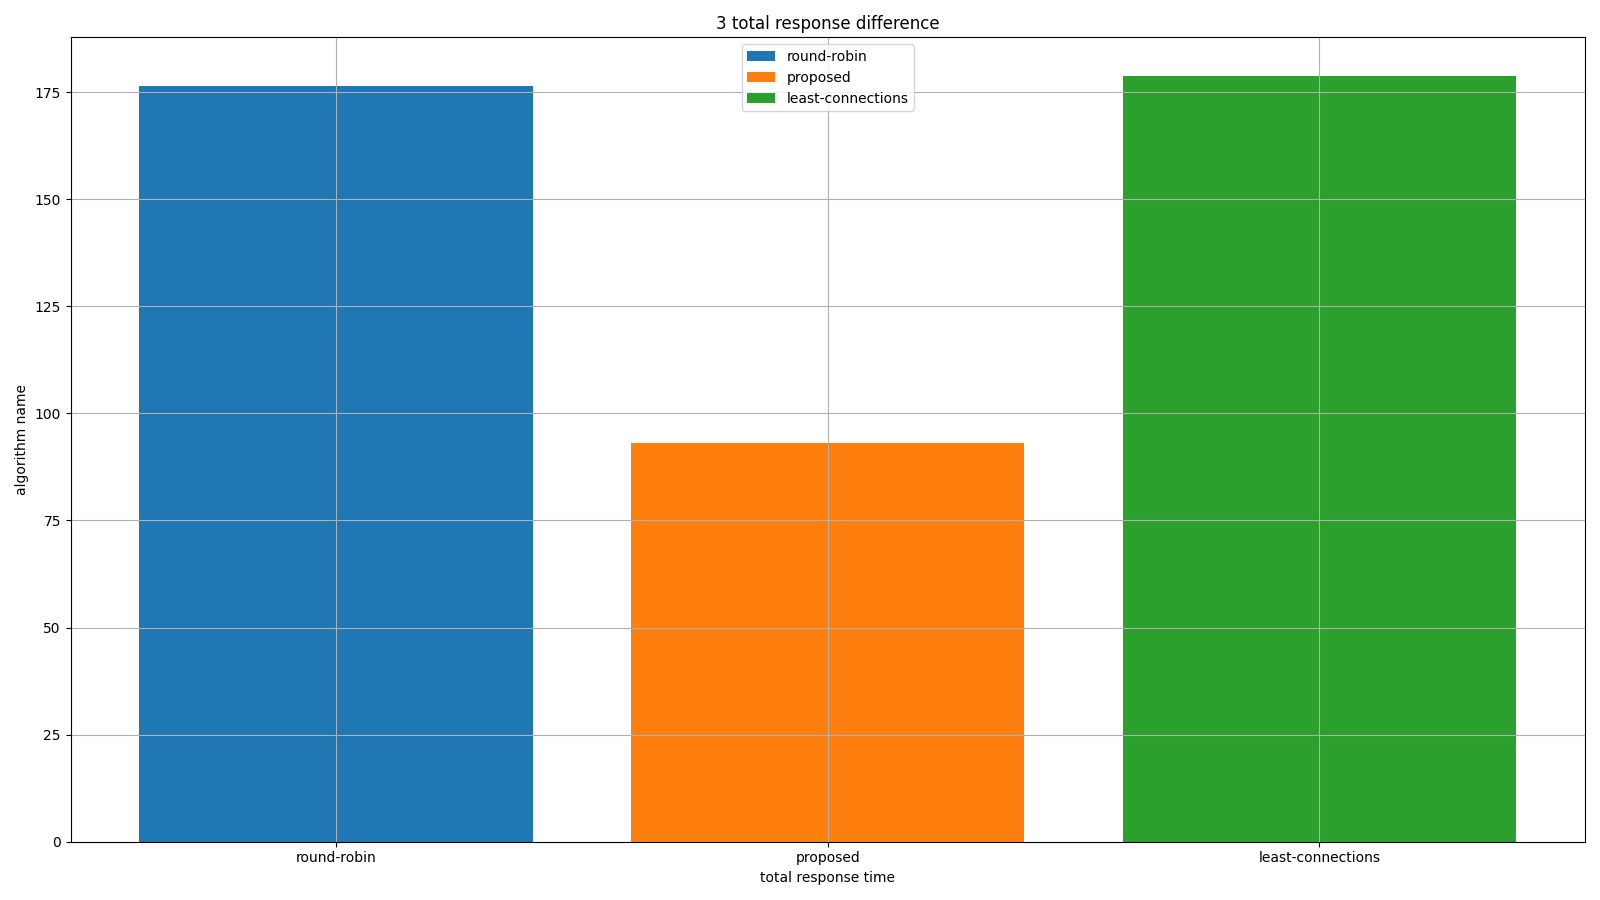 3 total response difference
round-robin
proposed
least-connections
175
150
125
100
75
50
25
0
algorithm name
round-robin
proposed
least-connections
total response time